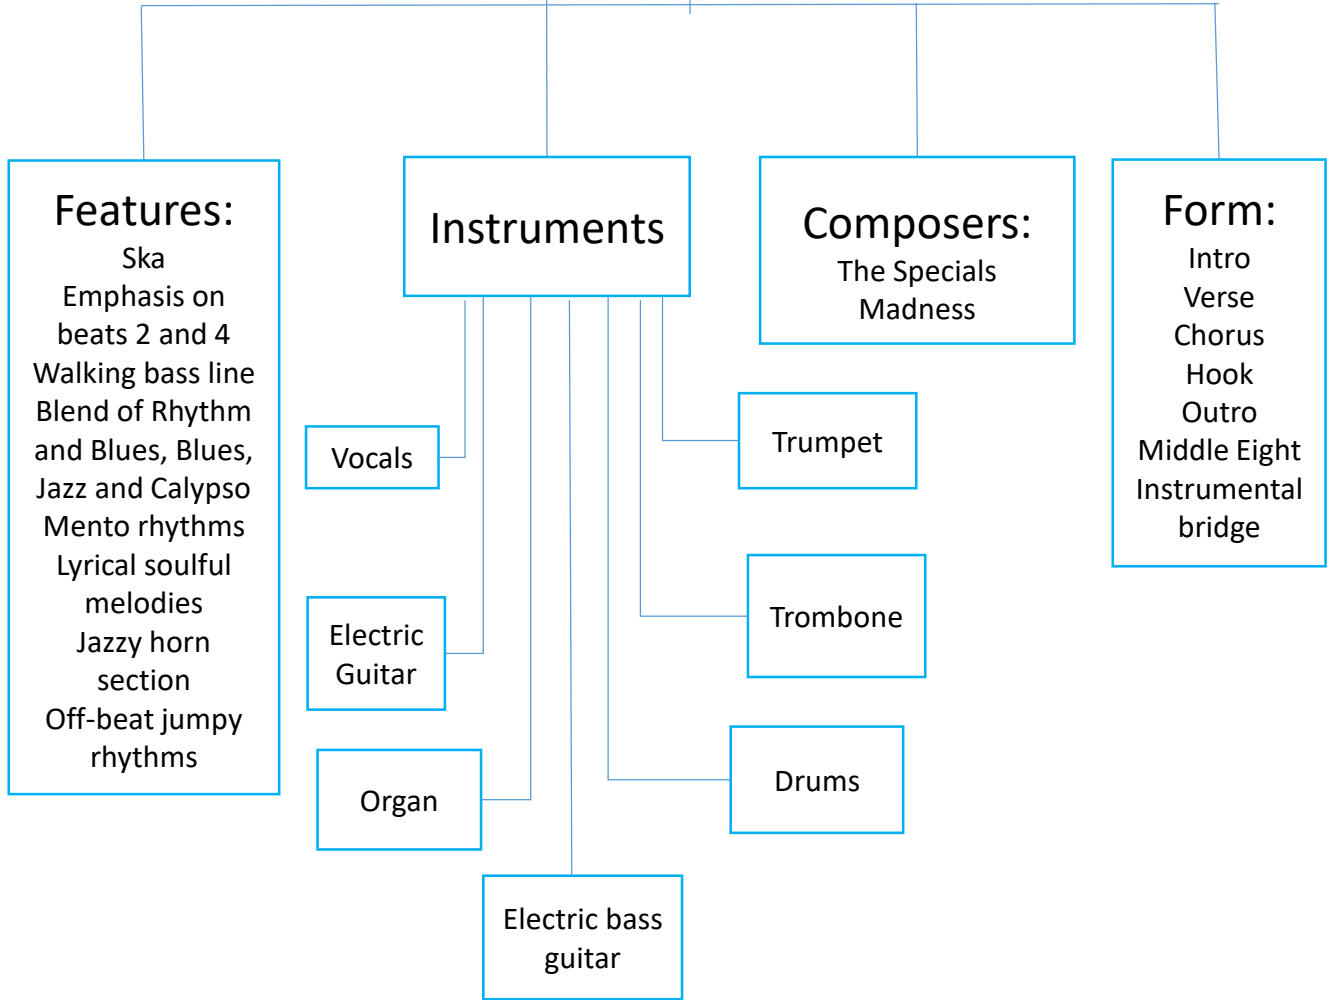 Features:
Ska
Emphasis on
beats 2 and 4
Walking bass line
Blend of Rhythm
and Blues, Blues,
Jazz and Calypso
Mento rhythms
Lyrical soulful
melodies
Jazzy horn
section
Off-beat jumpy
rhythms
Instruments
Vocals
Electric
Guitar
Organ
Electric bass
guitar
Trumpet
Trombone
Drums
Composers:
The Specials
Madness
Form:
Intro
Verse
Chorus
Hook
Outro
Middle Eight
Instrumental
bridge